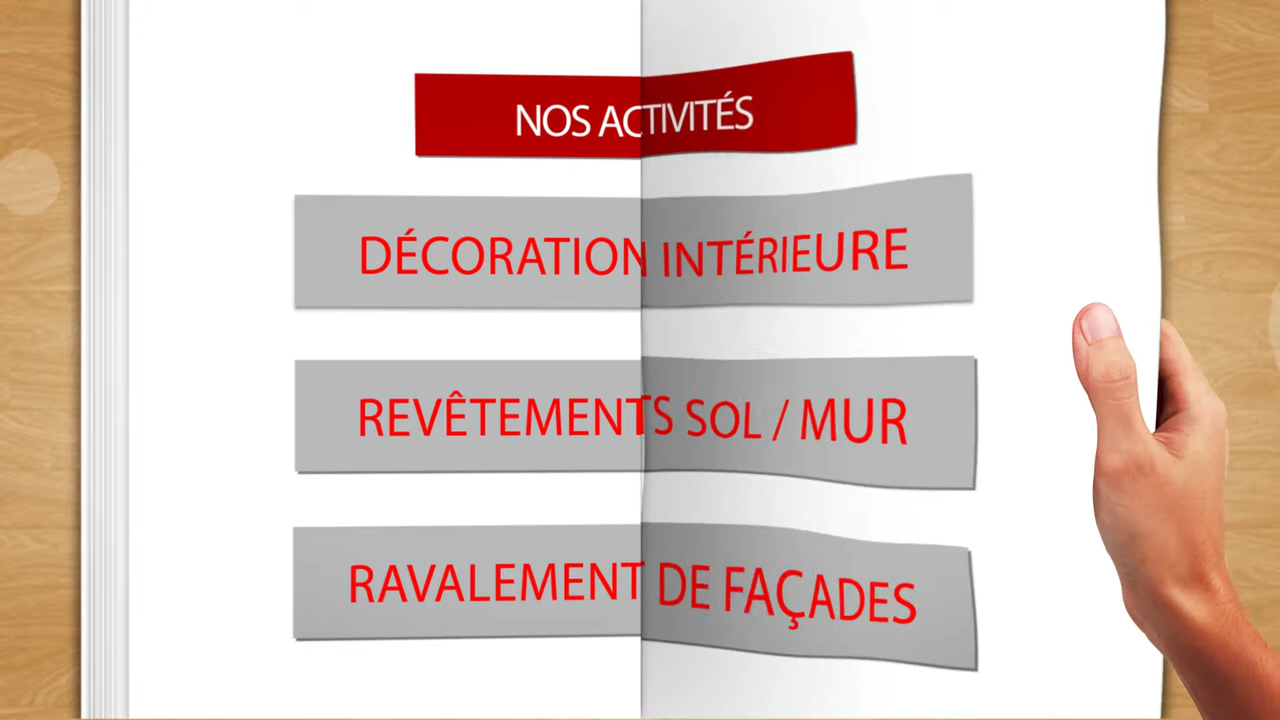 NOS ACTIVITÉS
DÉCORATION INTÉRIEURE
REVÊTEMENTS SOL / MUR
RAVALEMENT DE FAÇADES